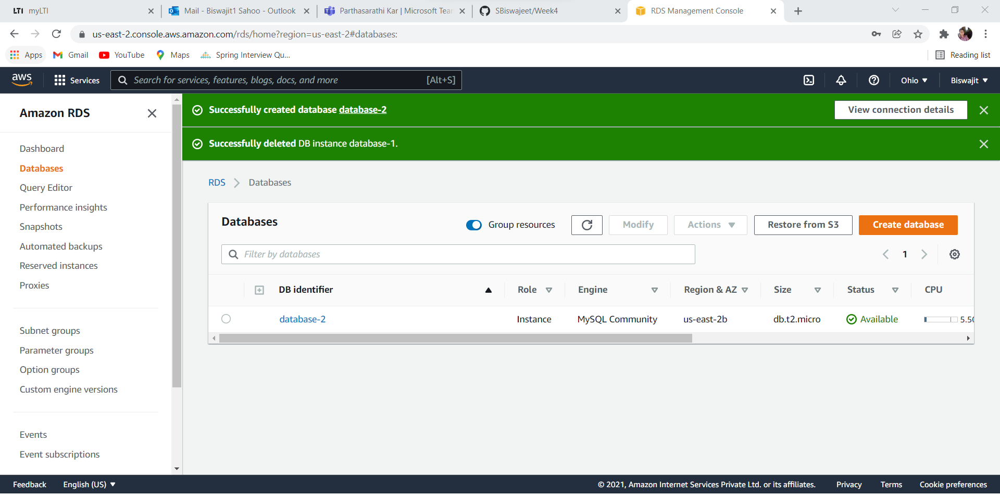 LTI myLTI
Mail - Biswajit1 Sahoo - Outlook
Parthasarathi Kar | Microsoft Tea
SBiswajeet/Week4
RDS Management Console
us-east-2.console.aws.amazon.com/rds/home?region=us-east-2#databases:
Apps Gmail YouTube Maps Spring Interview Qu... Reading list
aws Services Search for services, features, blogs, docs, and more [Alt+S] Ohio Biswajit
Amazon RDS
Dashboard
Databases
Query Editor
Performance insights
Snapshots
Automated backups
Reserved instances
Proxies
Subnet groups
Parameter groups
Option groups
Custom engine versions
Events
Event subscriptions
Successfully created database database-2 View connection details
Successfully deleted DB instance database-1.
RDS Databases
Databases Group resources Modify Actions Restore from S3 Create database
Filter by databases 1
DB identifier Role Engine Region & AZ Size Status CPU
database-2 Instance MySQL Community us-east-2b db.t2.micro Available 5.50
Feedback English (US) © 2021, Amazon Internet Services Private Ltd. or its affiliates. Privacy Terms Cookie preferences